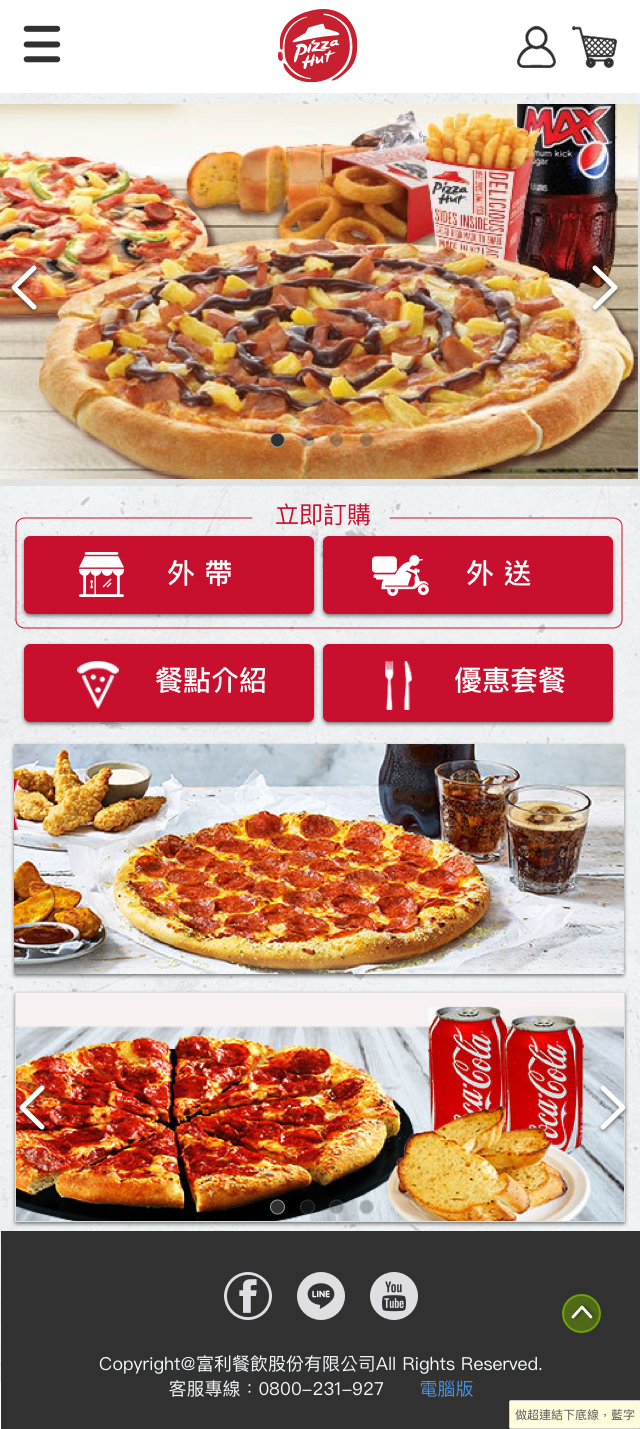 Pizza
Hut
MAX
mum kick
ugar
Pizza
Hut
DELICIOUS
SIDES INSIDE
立即訂購
外 帶
外 送
餐點介紹
優惠套餐
Coca-Cola
Coca-Cola
LINE
You
Tube
Copyright@富利餐飲股份有限公司All Rights Reserved.
客服專線：0800-231-927 電腦版
做超連結下底線，藍字